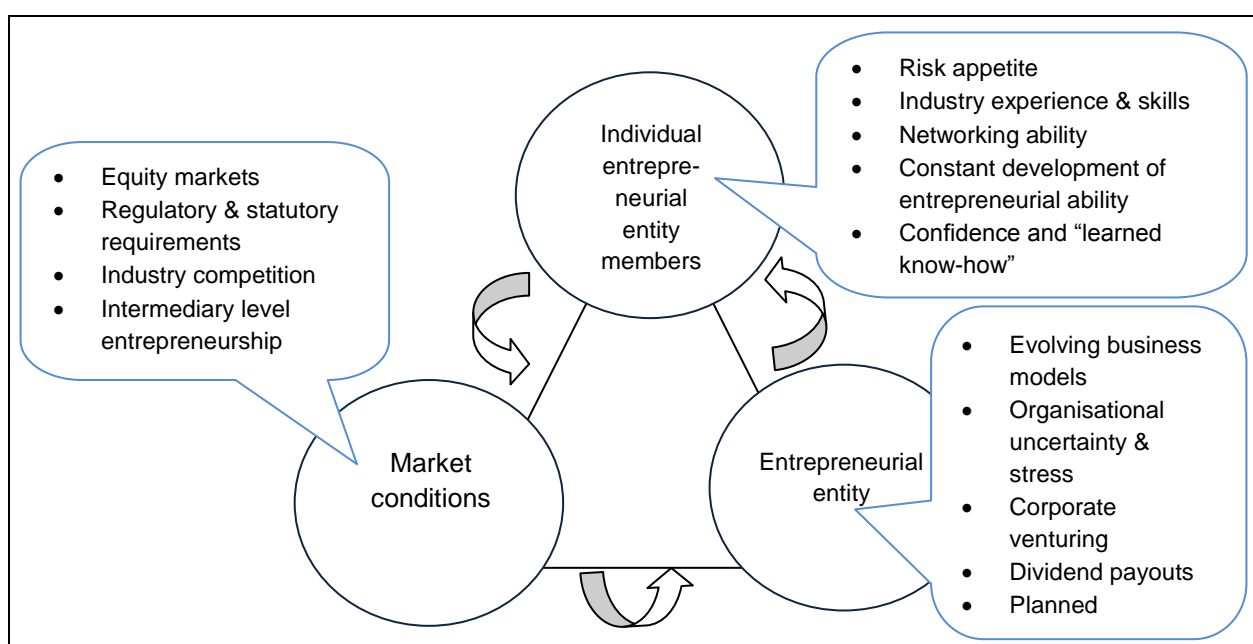 Individual
entrepre-
neurial
entity
members
• Risk appetite
• Industry experience & skills
• Networking ability
• Constant development of
entrepreneurial ability
• Confidence and “learned
know-how”
• Equity markets
• Regulatory & statutory
requirements
• Industry competition
• Intermediary level
entrepreneurship
Market
conditions
Entrepreneurial
entity
• Evolving business
models
• Organisational
uncertainty &
stress
• Corporate
venturing
• Dividend payouts
• Planned